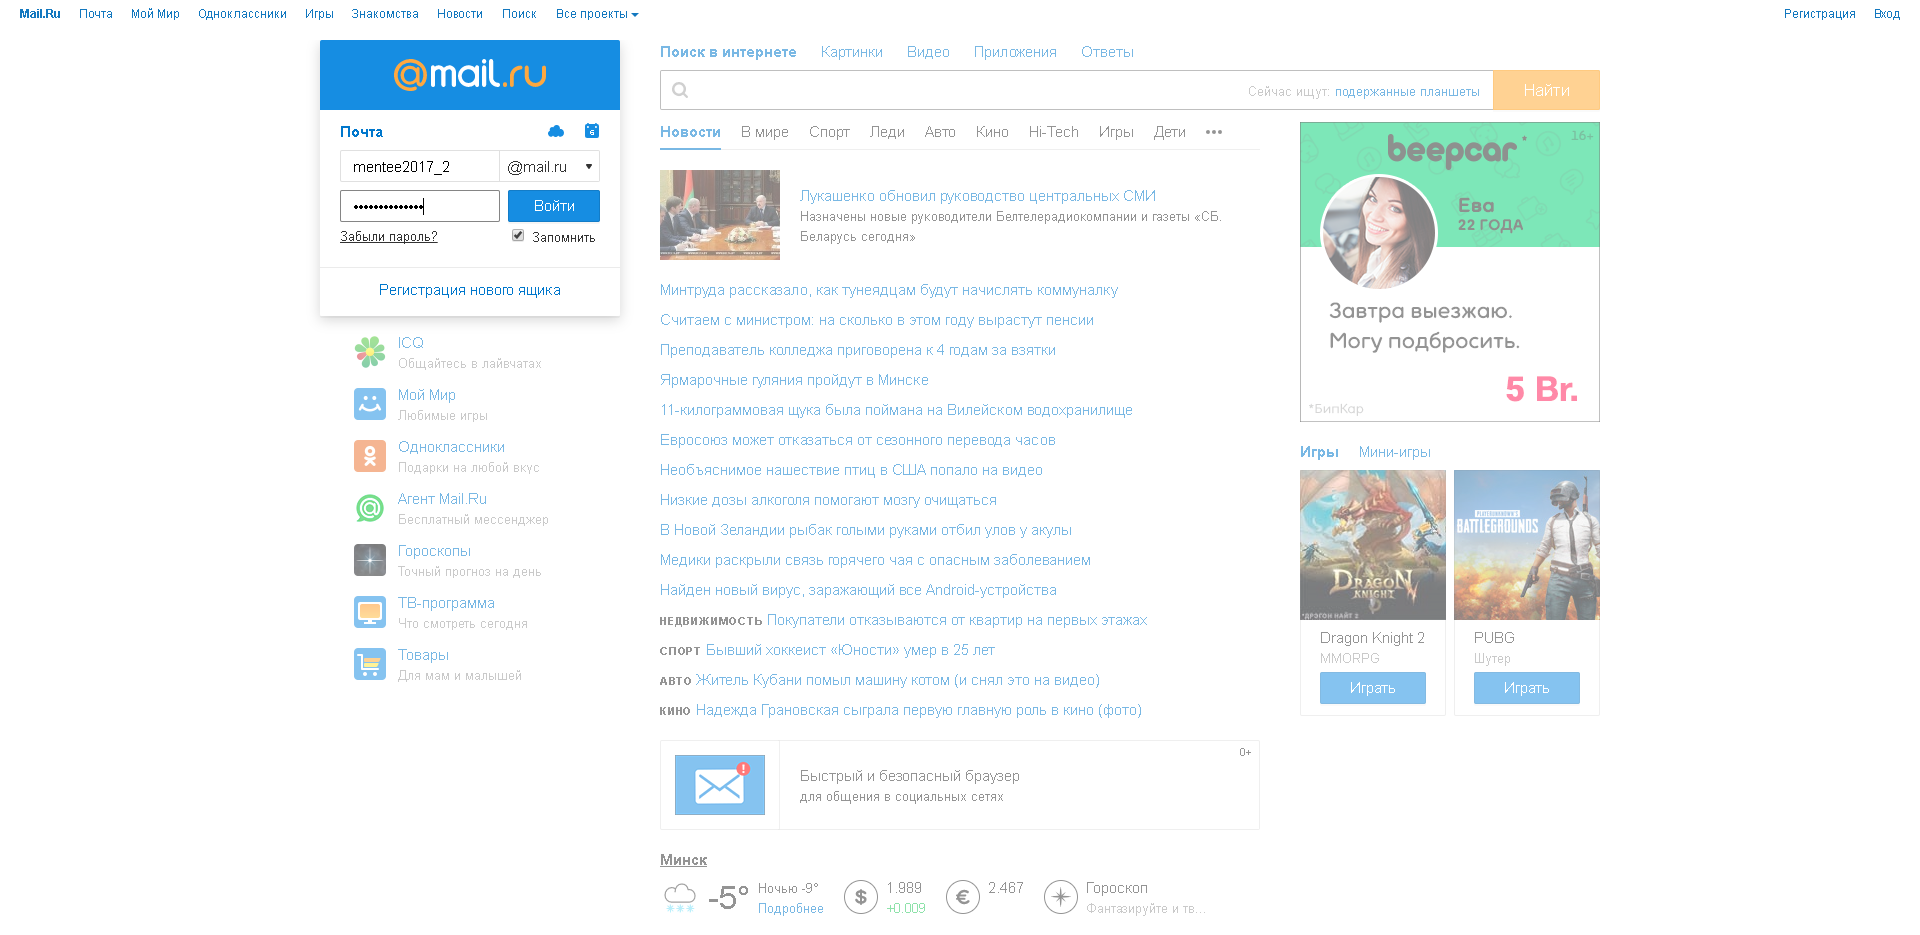 Mail.Ru Почта Мой Мир Одноклассники Игры Знакомства Новости Поиск Все проекты Регистрация Вход
@mail.ru
Почта
6
mentee2017_2 @mail.ru
Войти
Забыли пароль? Запомнить
Регистрация нового ящика
ICQ
Общайтесь в лайвчатах
Мой Мир
Любимые игры
Одноклассники
Подарки на любой вкус
Агент Mail.Ru
Бесплатный мессенджер
Гороскопы
Точный прогноз на день
ТВ-программа
Что смотреть сегодня
Товары
Для мам и малышей
Поиск в интернете Картинки Видео Приложения Ответы
Сейчас ищут: подержанные планшеты Найти
Новости В мире Спорт Леди Авто Кино Hi-Tech Игры Дети •••
Лукашенко обновил руководство центральных СМИ
Назначены новые руководители Белтелерадиокомпании и газеты «СБ.
Беларусь сегодня»
Минтруда рассказало, как тунеядцам будут начислять коммуналку
Считаем с министром: на сколько в этом году вырастут пенсии
Преподаватель колледжа приговорена к 4 годам за взятки
Ярмарочные гуляния пройдут в Минске
11-килограммовая щука была поймана на Вилейском водохранилище
Евросоюз может отказаться от сезонного перевода часов
Необъяснимое нашествие птиц в США попало на видео
Низкие дозы алкоголя помогают мозгу очищаться
В Новой Зеландии рыбак голыми руками отбил улов у акулы
Медики раскрыли связь горячего чая с опасным заболеванием
Найден новый вирус, заражающий все Android-устройства
НЕДВИЖИМОСТЬ Покупатели отказываются от квартир на первых этажах
СПОРТ Бывший хоккеист «Юности» умер в 25 лет
АВТО Житель Кубани помыл машину котом (и снял это на видео)
КИНО Надежда Грановская сыграла первую главную роль в кино (фото)
0+
Быстрый и безопасный браузер
для общения в социальных сетях
Минск
-5° Ночью -9°
Подробнее
$ 1.989
+0.009
€ 2.467
Гороскоп
Фантазируйте и тв...
16+
beepcar*
Ева
22 ГОДА
Завтра выезжаю.
Могу подбросить.
5 Br.
*БипКар
Игры Мини-игры
DRAGON
KNIGHT
*ДРЭГОН НАЙТ 2
Dragon Knight 2
MMORPG
Играть
PLAYERUNKNOWN'S
BATTLEGROUNDS
PUBG
Шутер
Играть